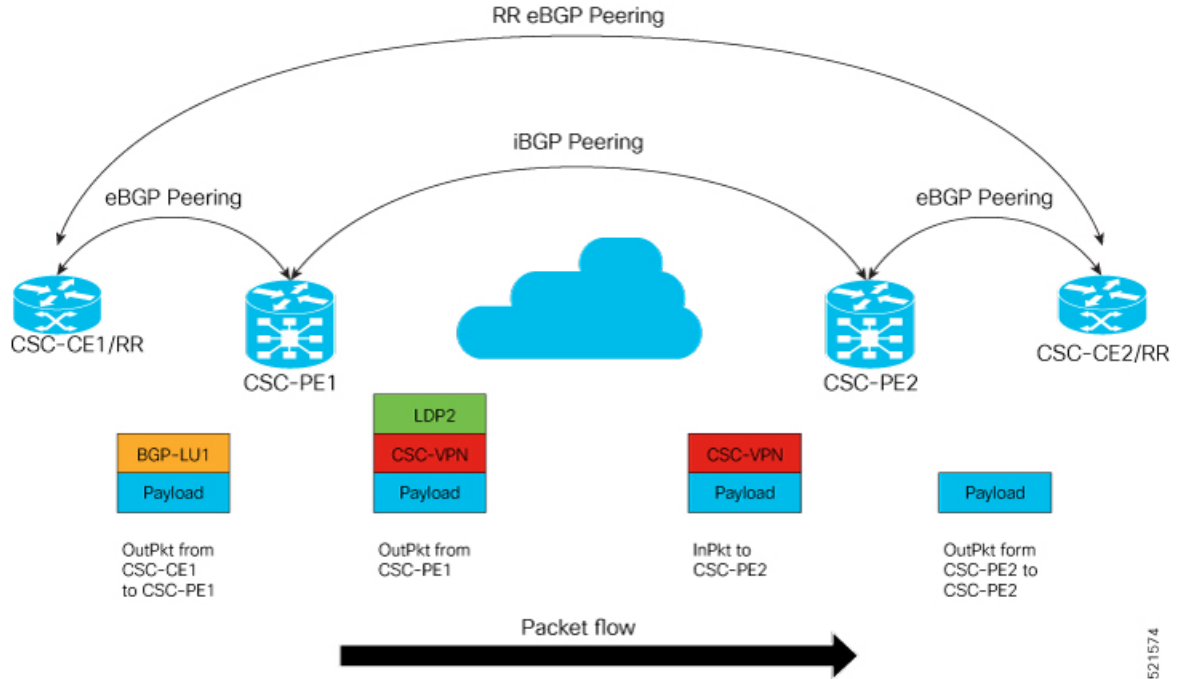 RR eBGP Peering
iBGP Peering
eBGP Peering
eBGP Peering
CSC-CE1/RR
CSC-PE1
CSC-PE2
CSC-CE2/RR
BGP-LU1
Payload
LDP2
CSC-VPN
Payload
CSC-VPN
Payload
Payload
OutPkt from
CSC-CE1
to CSC-PE1
OutPkt from
CSC-PE1
InPkt to
CSC-PE2
OutPkt form
CSC-PE2 to
CSC-PE2
Packet flow
521574